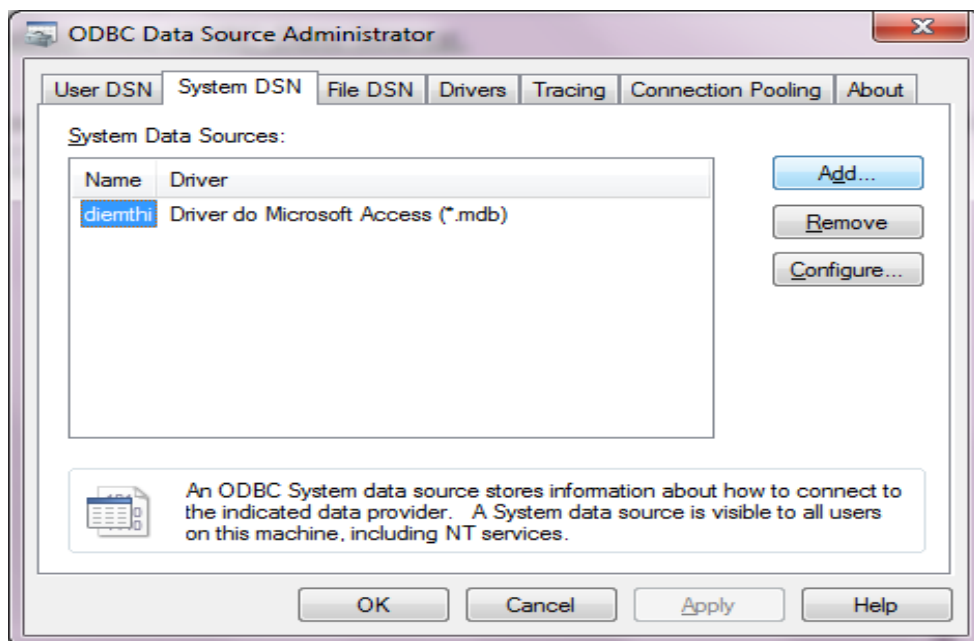 ODBC Data Source Administrator
User DSN System DSN File DSN Drivers Tracing Connection Pooling About
System Data Sources:
Name Driver
diemthi Driver do Microsoft Access (*.mdb)
Add...
Remove
Configure...
An ODBC System data source stores information about how to connect to
the indicated data provider. A System data source is visible to all users
on this machine, including NT services.
OK Cancel Apply Help